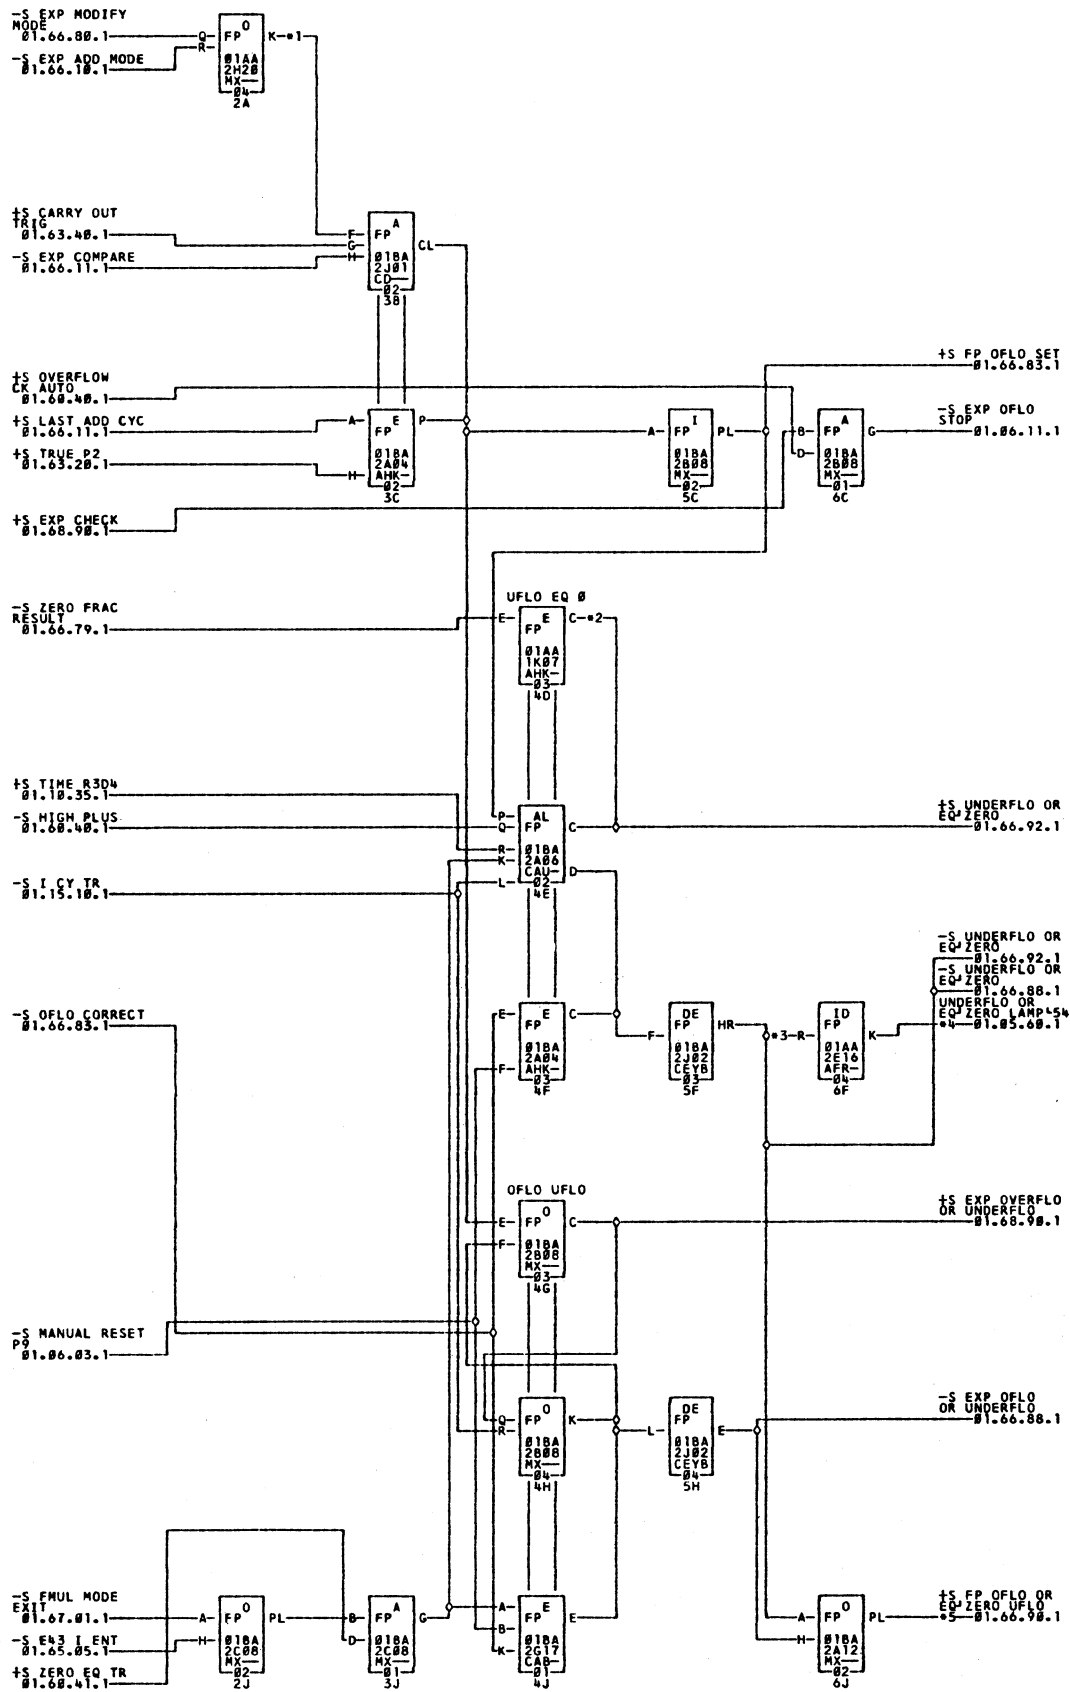 -S EXP MODIFY
MODE
01.66.80.1
-S EXP ADD MODE
01.66.10.1
Q
R
O
FP
K
*1
01AA
2H20
MX
04
2A
+S CARRY OUT
TRIG
01.63.40.1
-S EXP COMPARE
01.66.11.1
F
G
H
A
FP
CL
01BA
2J01
CD
02
3B
+S OVERFLOW
CK AUTO
01.60.40.1
+S LAST ADD CYC
01.66.11.1
+S TRUE P2
01.63.20.1
A
H
E
FP
P
01BA
2A04
AHK-
02
3C
A
I
FP
PL
01BA
2B08
MX
02
5C
B
D
A
FP
G
01BA
2B08
MX
01
6C
+S FP OFLO SET
01.66.83.1
-S EXP OFLO
STOP
01.06.11.1
+S EXP CHECK
01.68.90.1
-S ZERO FRAC
RESULT
01.66.79.1
UFLO EQ 0
E
E
FP
C
*2
01AA
1K07
AHK-
03
4D
+S TIME R3D4
01.10.35.1
-S HIGH PLUS
01.60.40.1
-S I CY TR
01.15.10.1
P
Q
R
K
L
AL
FP
C
D
01BA
2A06
CAU-
02
4E
+S UNDERFLO OR
EQ ZERO
01.66.92.1
-S UNDERFLO OR
EQ ZERO
01.66.92.1
-S UNDERFLO OR
EQ ZERO
01.66.88.1
UNDERFLO OR
EQ ZERO LAMP 54
*4
01.05.60.1
-S OFLO CORRECT
01.66.83.1
E
F
E
FP
C
01BA
2A04
AHK-
03
4F
F
DE
FP
HR
01BA
2J02
CEYB
03
5F
*3
R
ID
FP
K
01AA
2E16
AFR-
04
6F
OFLO UFLO
E
F
O
FP
C
01BA
2B08
MX
03
4G
+S EXP OVERFLO
OR UNDERFLO
01.68.90.1
-S MANUAL RESET
P9
01.06.03.1
Q
R
O
FP
K
01BA
2B08
MX
04
4H
L
DE
FP
E
01BA
2J02
CEYB
04
5H
-S EXP OFLO
OR UNDERFLO
01.66.88.1
-S FMUL MODE
EXIT
01.67.01.1
-S E43 I ENT
01.65.05.1
+S ZERO EQ TR
01.60.41.1
A
H
O
FP
PL
01BA
2C08
MX
02
2J
B
D
A
FP
G
01BA
2C08
MX
01
3J
A
B
K
E
FP
E
01BA
2G17
CAB-
01
4J
A
H
O
FP
PL
01BA
2A12
MX
02
6J
+S FP OFLO OR
EQ ZERO UFLO
*5
01.66.90.1